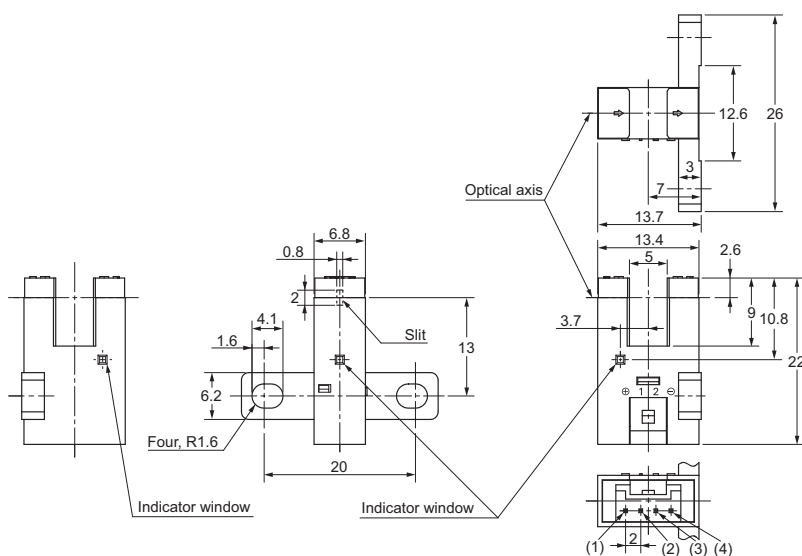 12.6
26
3
7
13.7
Optical axis
6.8
0.8
2
Slit
4.1
1.6
13
6.2
Four, R1.6
20
Indicator window
Indicator window
13.4
5
2.6
3.7
9
10.8
22
⊕ 1 2 ⊖
(1) 2 (2) (3) (4)